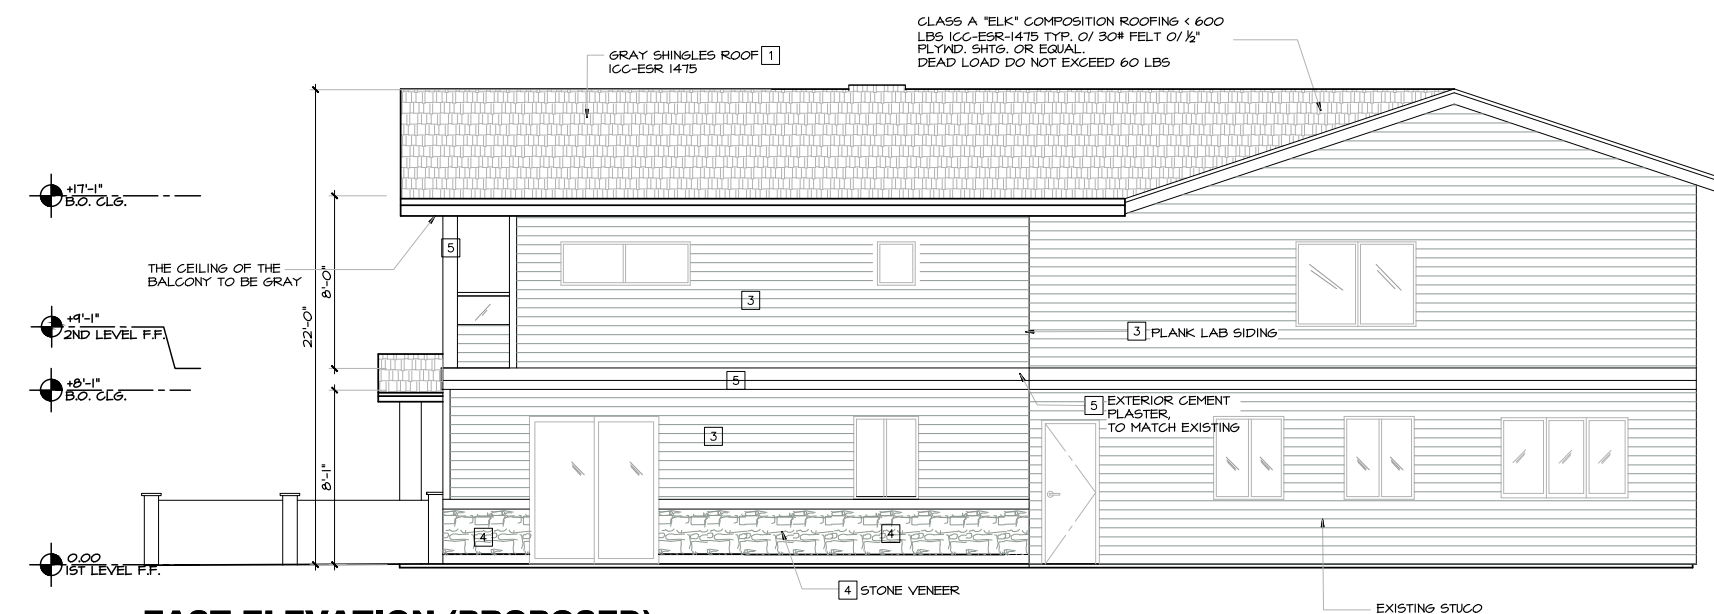 CLASS A "ELK" COMPOSITION ROOFING < 600
LBS ICC-ESR-1475 TYP. O/ 30# FELT O/ ½"
PLYWD. SHTG. OR EQUAL.
DEAD LOAD DO NOT EXCEED 60 LBS
GRAY SHINGLES ROOF 1
ICC-ESR 1475
+17'-1"
B.O. CLG.
5
THE CEILING OF THE
BALCONY TO BE GRAY
8'-0"
22'-0"
3
+9'-1"
2ND LEVEL F.F.
3 PLANK LAB SIDING
+8'-1"
B.O. CLG.
5
5 EXTERIOR CEMENT
PLASTER,
TO MATCH EXISTING
3
8'-1"
4
4
0.00
1ST LEVEL F.F.
4 STONE VENEER
EXISTING STUCO
EAST ELEVATION (PROPOSED)